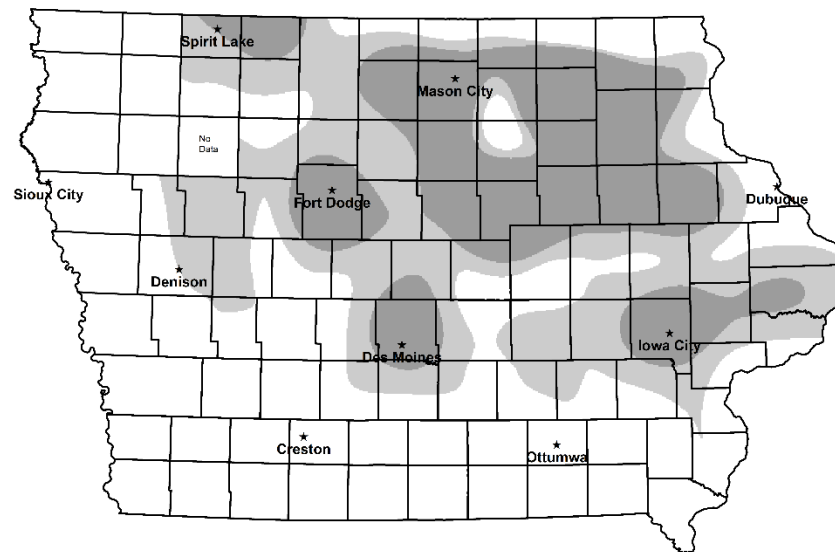 Spirit Lake
Mason City
No
Data
Sioux City
Fort Dodge
Dubuque
Denison
Des Moines
Iowa City
Creston
Ottumwa